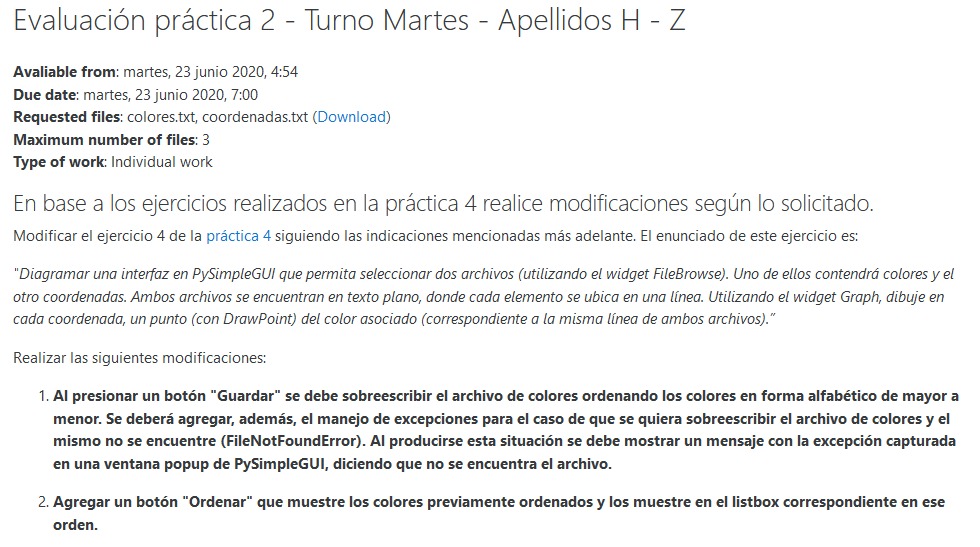 Evaluación práctica 2 - Turno Martes - Apellidos H - Z
Avaliable from: martes, 23 junio 2020, 4:54
Due date: martes, 23 junio 2020, 7:00
Requested files: colores.txt, coordenadas.txt (Download)
Maximum number of files: 3
Type of work: Individual work
En base a los ejercicios realizados en la práctica 4 realice modificaciones según lo solicitado.
Modificar el ejercicio 4 de la práctica 4 siguiendo las indicaciones mencionadas más adelante. El enunciado de este ejercicio es:
"Diagramar una interfaz en PySimpleGUI que permita seleccionar dos archivos (utilizando el widget FileBrowse). Uno de ellos contendrá colores y el
otro coordenadas. Ambos archivos se encuentran en texto plano, donde cada elemento se ubica en una línea. Utilizando el widget Graph, dibuje en
cada coordenada, un punto (con DrawPoint) del color asociado (correspondiente a la misma línea de ambos archivos)."
Realizar las siguientes modificaciones:
1. Al presionar un botón "Guardar" se debe sobreescribir el archivo de colores ordenando los colores en forma alfabético de mayor a
menor. Se deberá agregar, además, el manejo de excepciones para el caso de que se quiera sobreescribir el archivo de colores y el
mismo no se encuentre (FileNotFoundError). Al producirse esta situación se debe mostrar un mensaje con la excepción capturada
en una ventana popup de PySimpleGUI, diciendo que no se encuentra el archivo.
2. Agregar un botón "Ordenar" que muestre los colores previamente ordenados y los muestre en el listbox correspondiente en ese
orden.